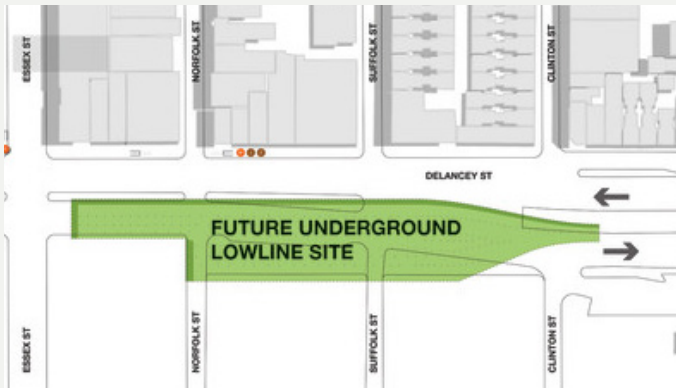 ESSEX ST
NORFOLK ST
SUFFOLK ST
CLINTON ST
DELANCEY ST
FUTURE UNDERGROUND
LOWLINE SITE
ESSEX ST
NORFOLK ST
SUFFOLK ST
CLINTON ST